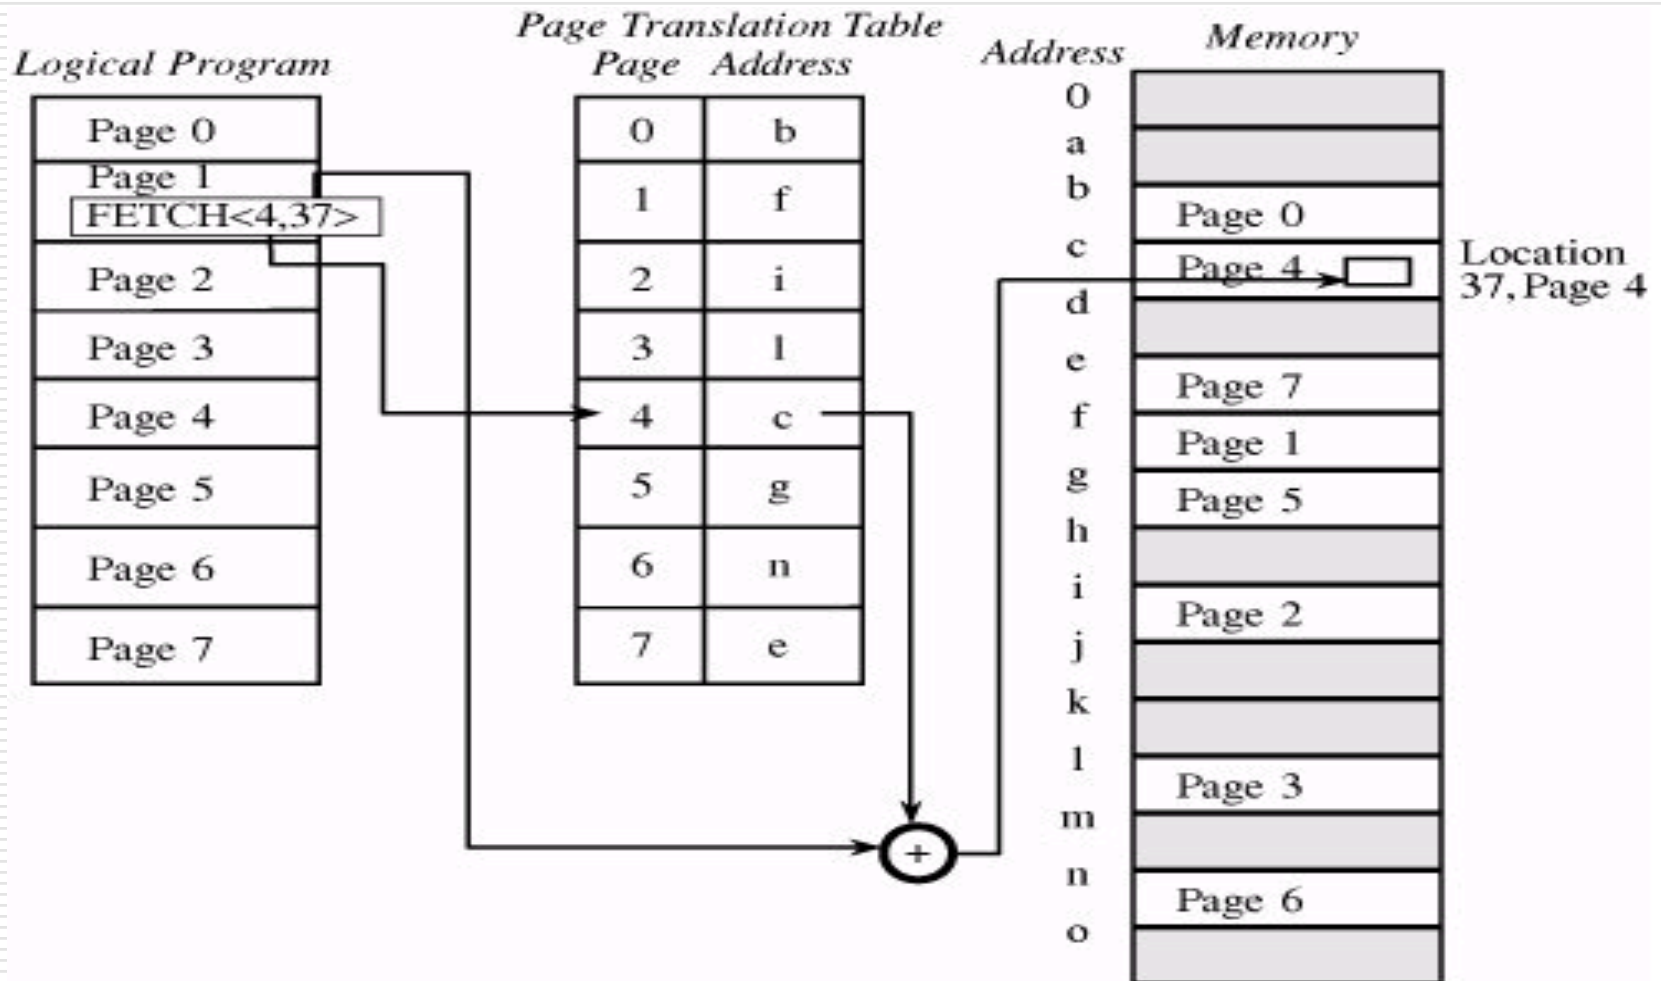 Logical Program
Page 0
Page 1
FETCH<4,37>
Page 2
Page 3
Page 4
Page 5
Page 6
Page 7
Page Translation Table
Page Address
0 b
1 f
2 i
3 l
4 c
5 g
6 n
7 e
Address
0
a
b
c
d
e
f
g
h
i
j
k
l
m
n
o
Memory
Page 0
Page 4
Page 7
Page 1
Page 5
Page 2
Page 3
Page 6
Location
37, Page 4
+